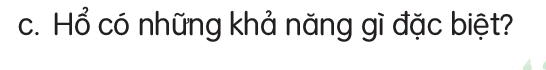 c. Hổ có những khả năng gì đặc biệt?